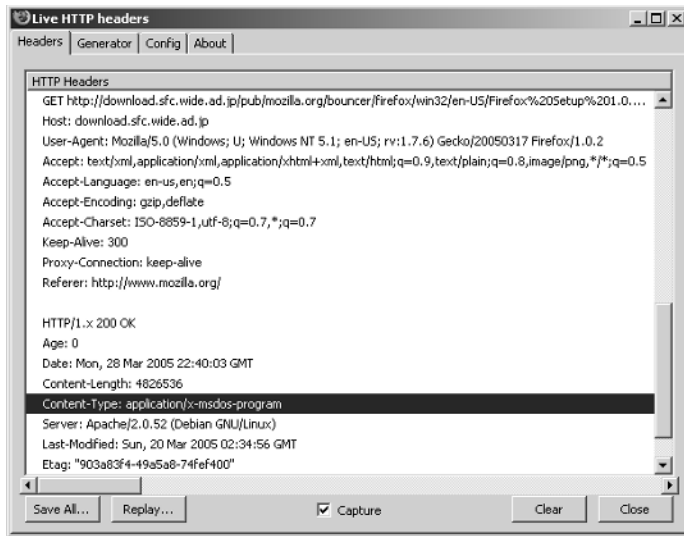 Live HTTP headers
Headers Generator Config About
HTTP Headers
GET http://download.sfc.wide.ad.jp/pub/mozilla.org/bouncer/firefox/win32/en-US/Firefox%20Setup%201.0....
Host: download.sfc.wide.ad.jp
User-Agent: Mozilla/5.0 (Windows; U; Windows NT 5.1; en-US; rv:1.7.6) Gecko/20050317 Firefox/1.0.2
Accept: text/xml,application/xml,application/xhtml+xml,text/html;q=0.9,text/plain;q=0.8,image/png,*/*;q=0.5
Accept-Language: en-us,en;q=0.5
Accept-Encoding: gzip,deflate
Accept-Charset: ISO-8859-1,utf-8;q=0.7,*;q=0.7
Keep-Alive: 300
Proxy-Connection: keep-alive
Referer: http://www.mozilla.org/
HTTP/1.x 200 OK
Age: 0
Date: Mon, 28 Mar 2005 22:40:03 GMT
Content-Length: 4826536
Content-Type: application/x-msdos-program
Server: Apache/2.0.52 (Debian GNU/Linux)
Last-Modified: Sun, 20 Mar 2005 02:34:56 GMT
Etag: "903a83f4-49a5a8-74fef400"
Save All... Replay... Capture Clear Close